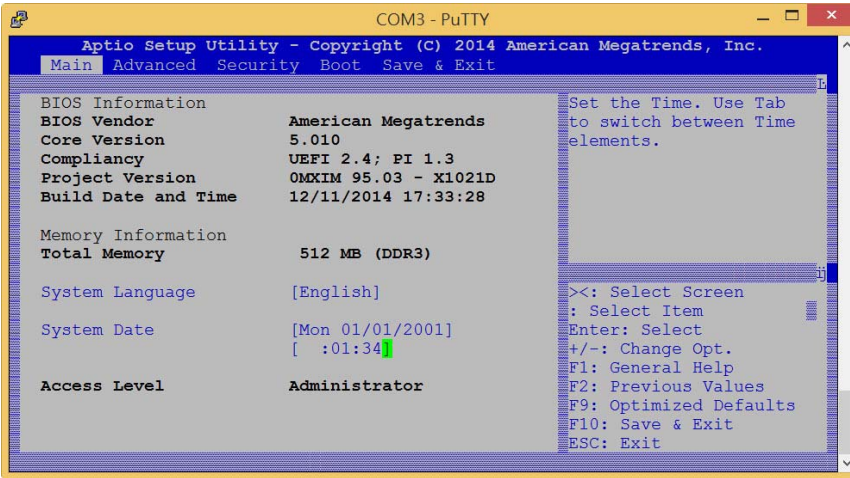 COM3 - PuTTY
Aptio Setup Utility - Copyright (C) 2014 American Megatrends, Inc.
Main Advanced Security Boot Save & Exit
BIOS Information
BIOS Vendor American Megatrends
Core Version 5.010
Compliancy UEFI 2.4; PI 1.3
Project Version 0MXIM 95.03 - X1021D
Build Date and Time 12/11/2014 17:33:28
Memory Information
Total Memory 512 MB (DDR3)
System Language [English]
System Date [Mon 01/01/2001]
[ :01:34]
Access Level Administrator
Set the Time. Use Tab
to switch between Time
elements.
><: Select Screen
: Select Item
Enter: Select
+/-: Change Opt.
F1: General Help
F2: Previous Values
F9: Optimized Defaults
F10: Save & Exit
ESC: Exit